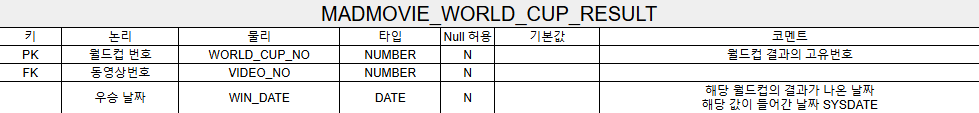 MADMOVIE_WORLD_CUP_RESULT
키 논리 물리 타입 Null 허용 기본값 코멘트
PK 월드컵 번호 WORLD_CUP_NO NUMBER N 월드컵 결과의 고유번호
FK 동영상번호 VIDEO_NO NUMBER N
우승 날짜 WIN_DATE DATE N 해당 월드컵의 결과가 나온 날짜
해당 값이 들어간 날짜 SYSDATE